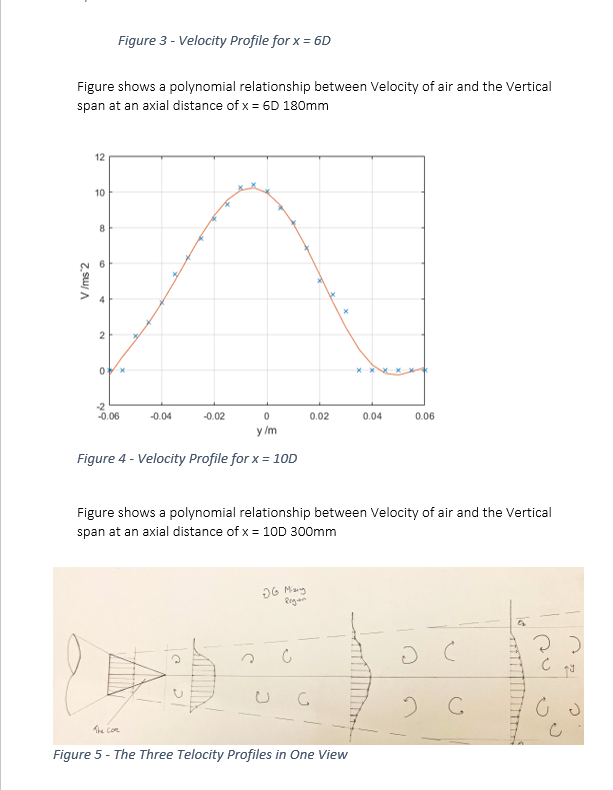 Figure 3 - Velocity Profile for x = 6D
Figure shows a polynomial relationship between Velocity of air and the Vertical
span at an axial distance of x = 6D 180mm
12
10
8
6
4
2
0
-2
V /ms^-2
-0.06 -0.04 -0.02 0 0.02 0.04 0.06
y /m
Figure 4 - Velocity Profile for x = 10D
Figure shows a polynomial relationship between Velocity of air and the Vertical
span at an axial distance of x = 10D 300mm
Mixing
Region
The Core
Figure 5 - The Three Telocity Profiles in One View